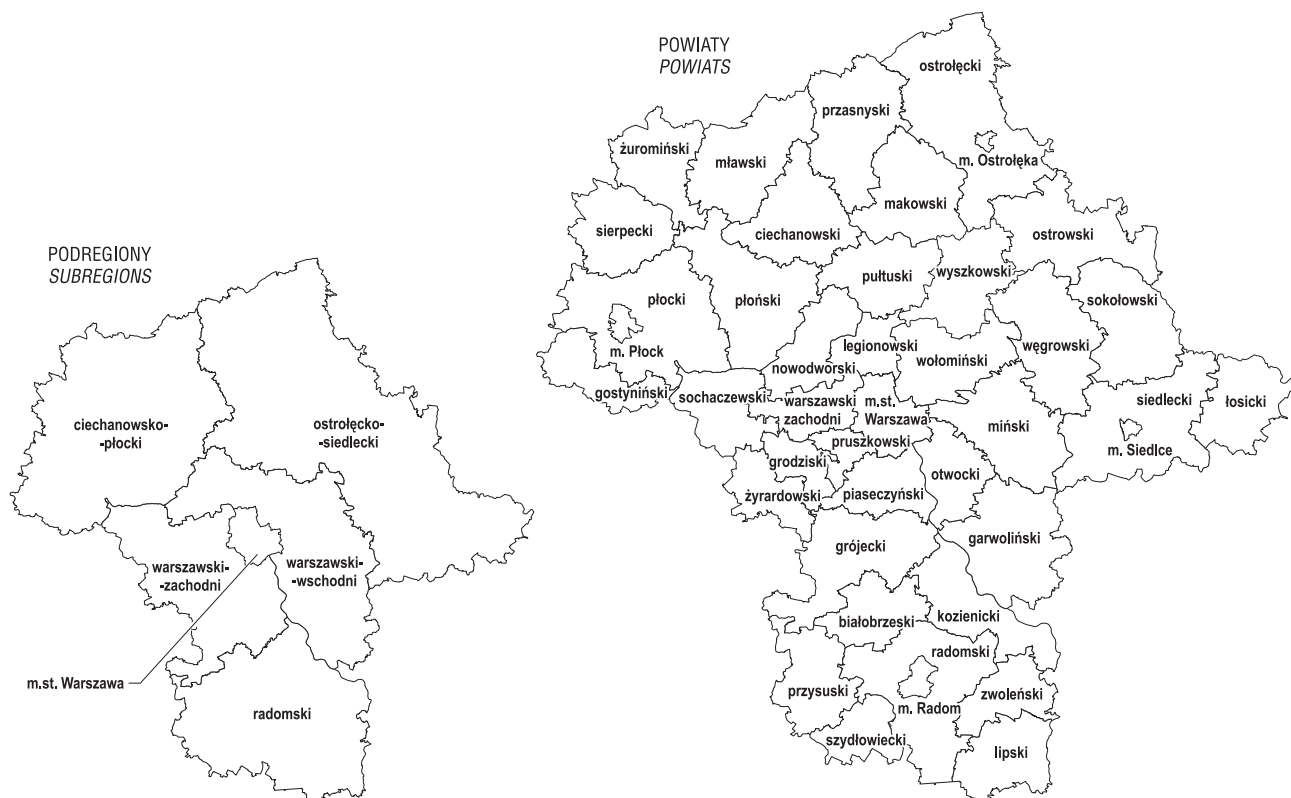 PODREGIONY
SUBREGIONS
ciechanowsko-
-płocki
ostrołęcko-
-siedlecki
warszawski-
-zachodni
warszawski-
-wschodni
m.st. Warszawa
radomski
POWIATY
POWIATS
ostrołęcki
przasnyski
żuromiński
mławski
m. Ostrołęka
makowski
sierpecki
ciechanowski
ostrowski
pułtuski
wyszkowski
płocki
płoński
sokołowski
m. Płock
legionowski
wołomiński
węgrowski
nowodworski
gostyniński
sochaczewski
warszawski
zachodni
m.st.
Warszawa
siedlecki
łosicki
miński
pruszkowski
m. Siedlce
grodziski
otwocki
żyrardowski
piaseczyński
garwoliński
grójecki
białobrzeski
kozienicki
radomski
przysuski
zwoleński
m. Radom
szydłowiecki
lipski